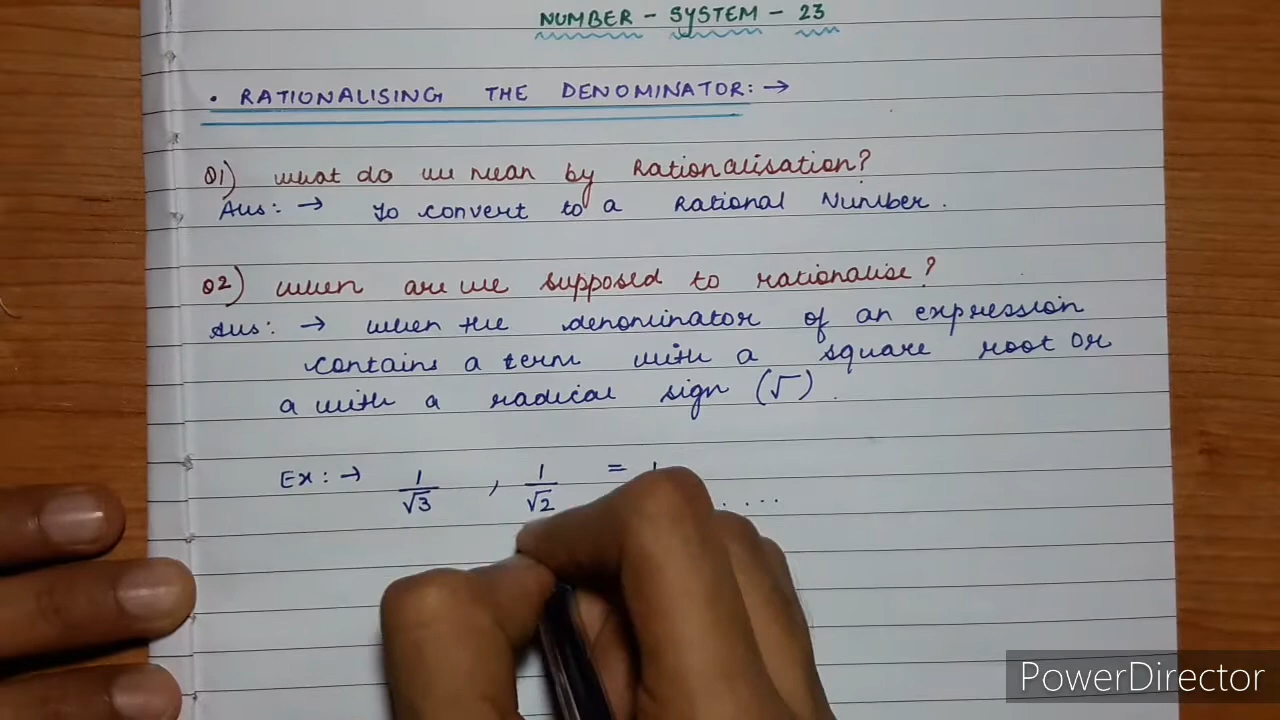 NUMBER - SYSTEM - 23
• RATIONALISING THE DENOMINATOR: →
Q1) What do we mean by Rationalisation?
Ans: → To convert to a Rational Number.
Q2) When are we supposed to rationalise?
Ans: → When the denominator of an expression
contains a term with a square root or
a with a radical sign (√).
Ex: → 1/√3 , 1/√2 = 1 ....
PowerDirector